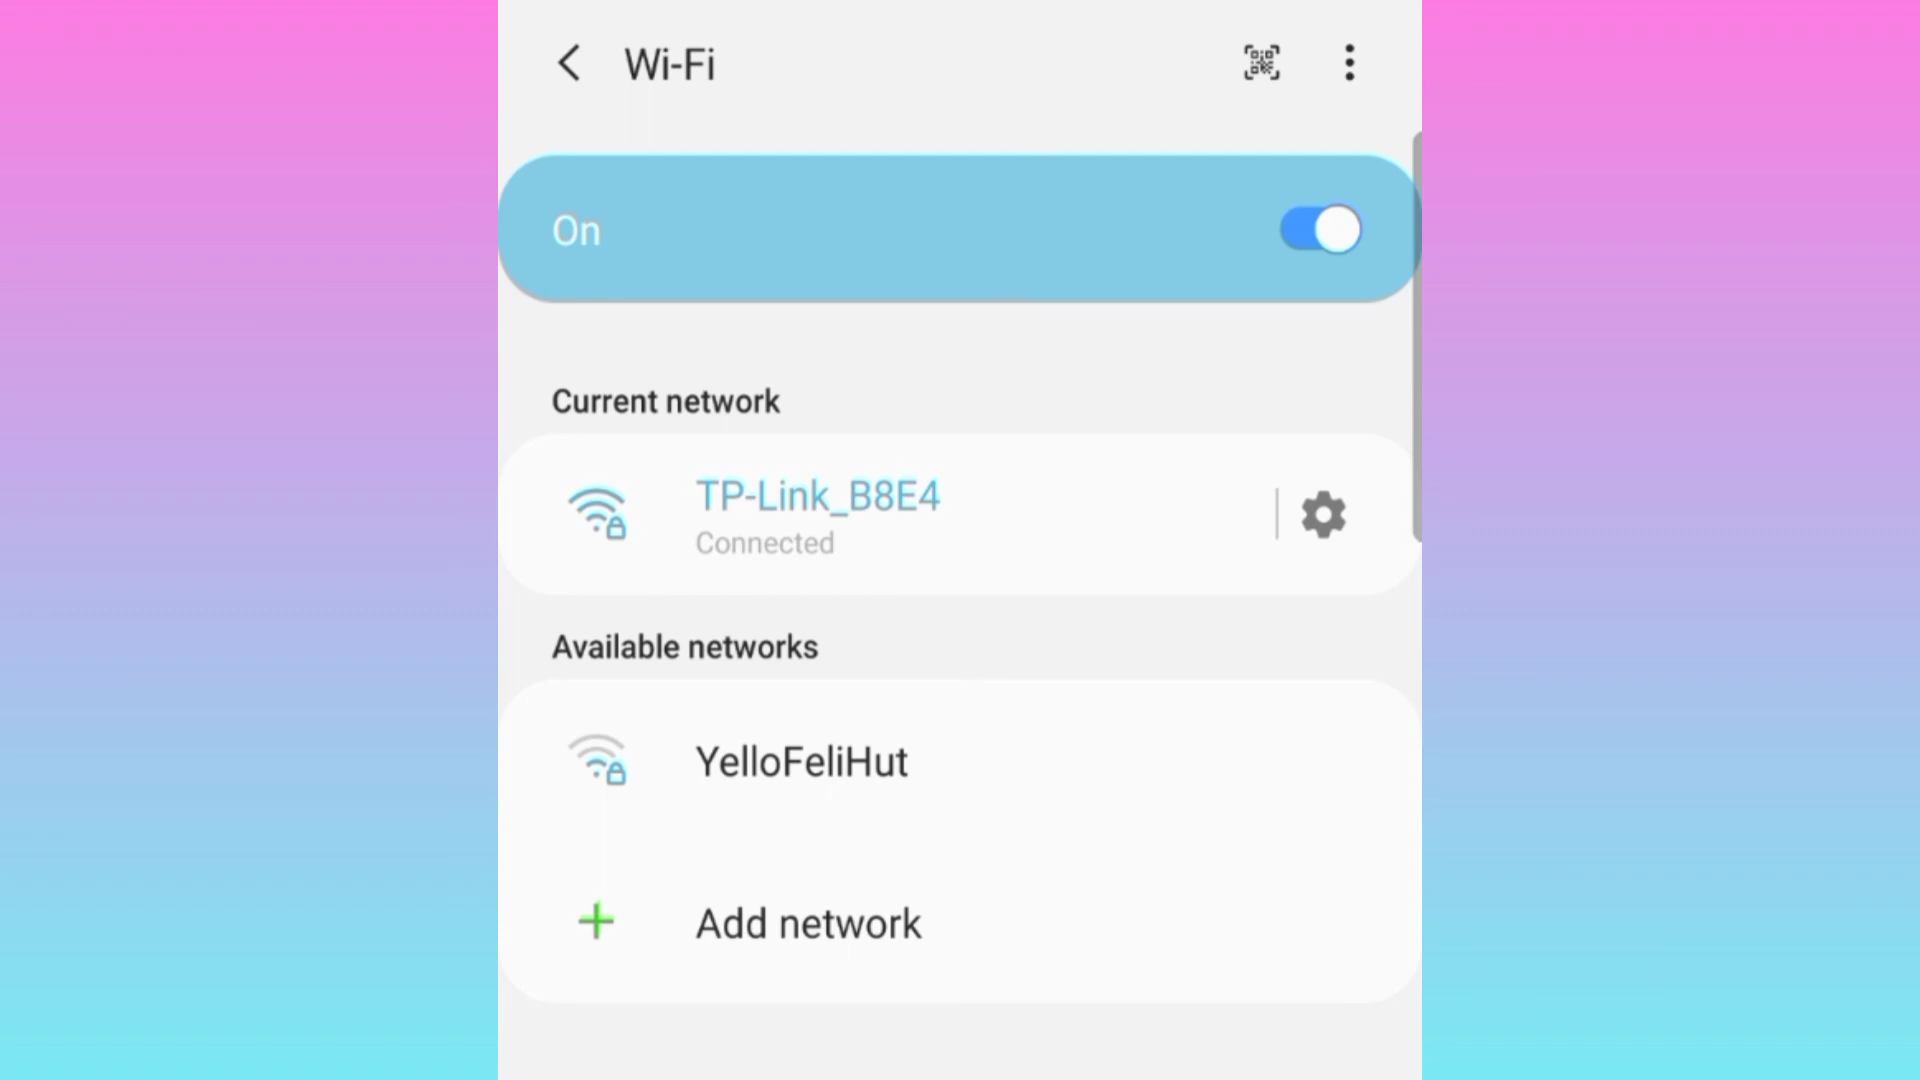 Wi-Fi
On
Current network
TP-Link_B8E4
Connected
Available networks
YelloFeliHut
Add network